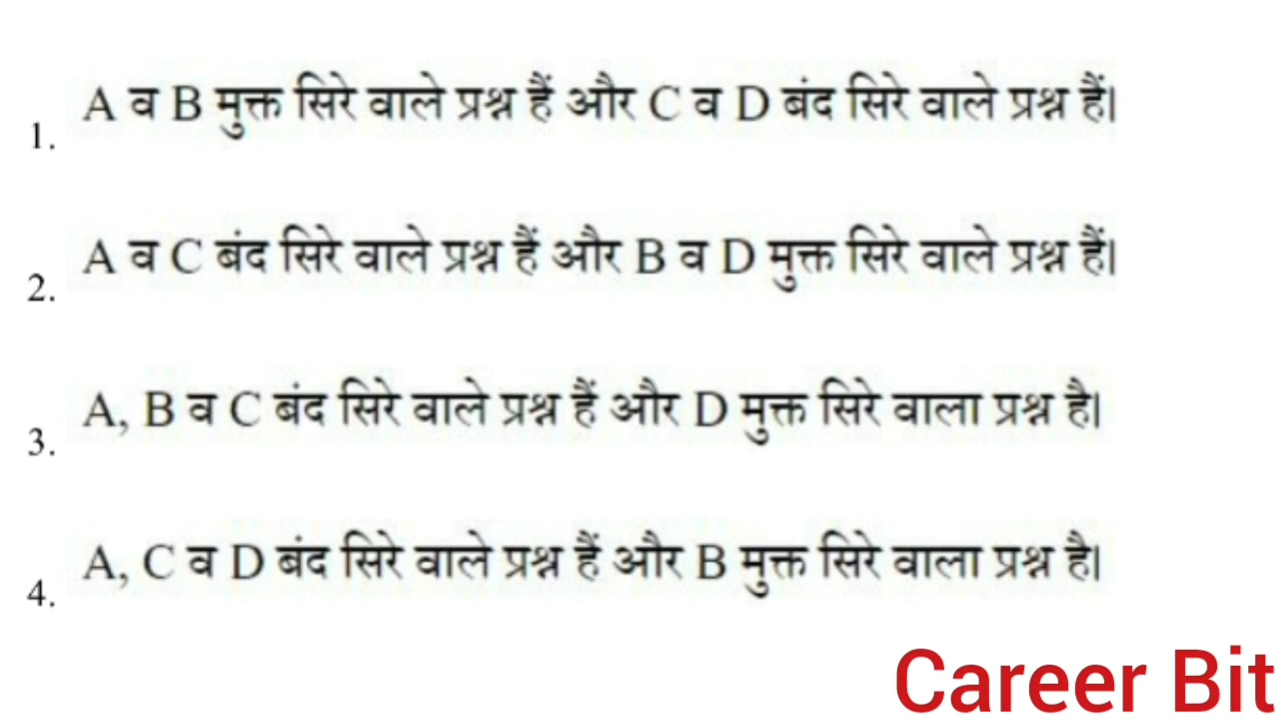 1. A व B मुक्त सिरे वाले प्रश्न हैं और C व D बंद सिरे वाले प्रश्न हैं।
2. A व C बंद सिरे वाले प्रश्न हैं और B व D मुक्त सिरे वाले प्रश्न हैं।
3. A, B व C बंद सिरे वाले प्रश्न हैं और D मुक्त सिरे वाला प्रश्न है।
4. A, C व D बंद सिरे वाले प्रश्न हैं और B मुक्त सिरे वाला प्रश्न है।
Career Bit